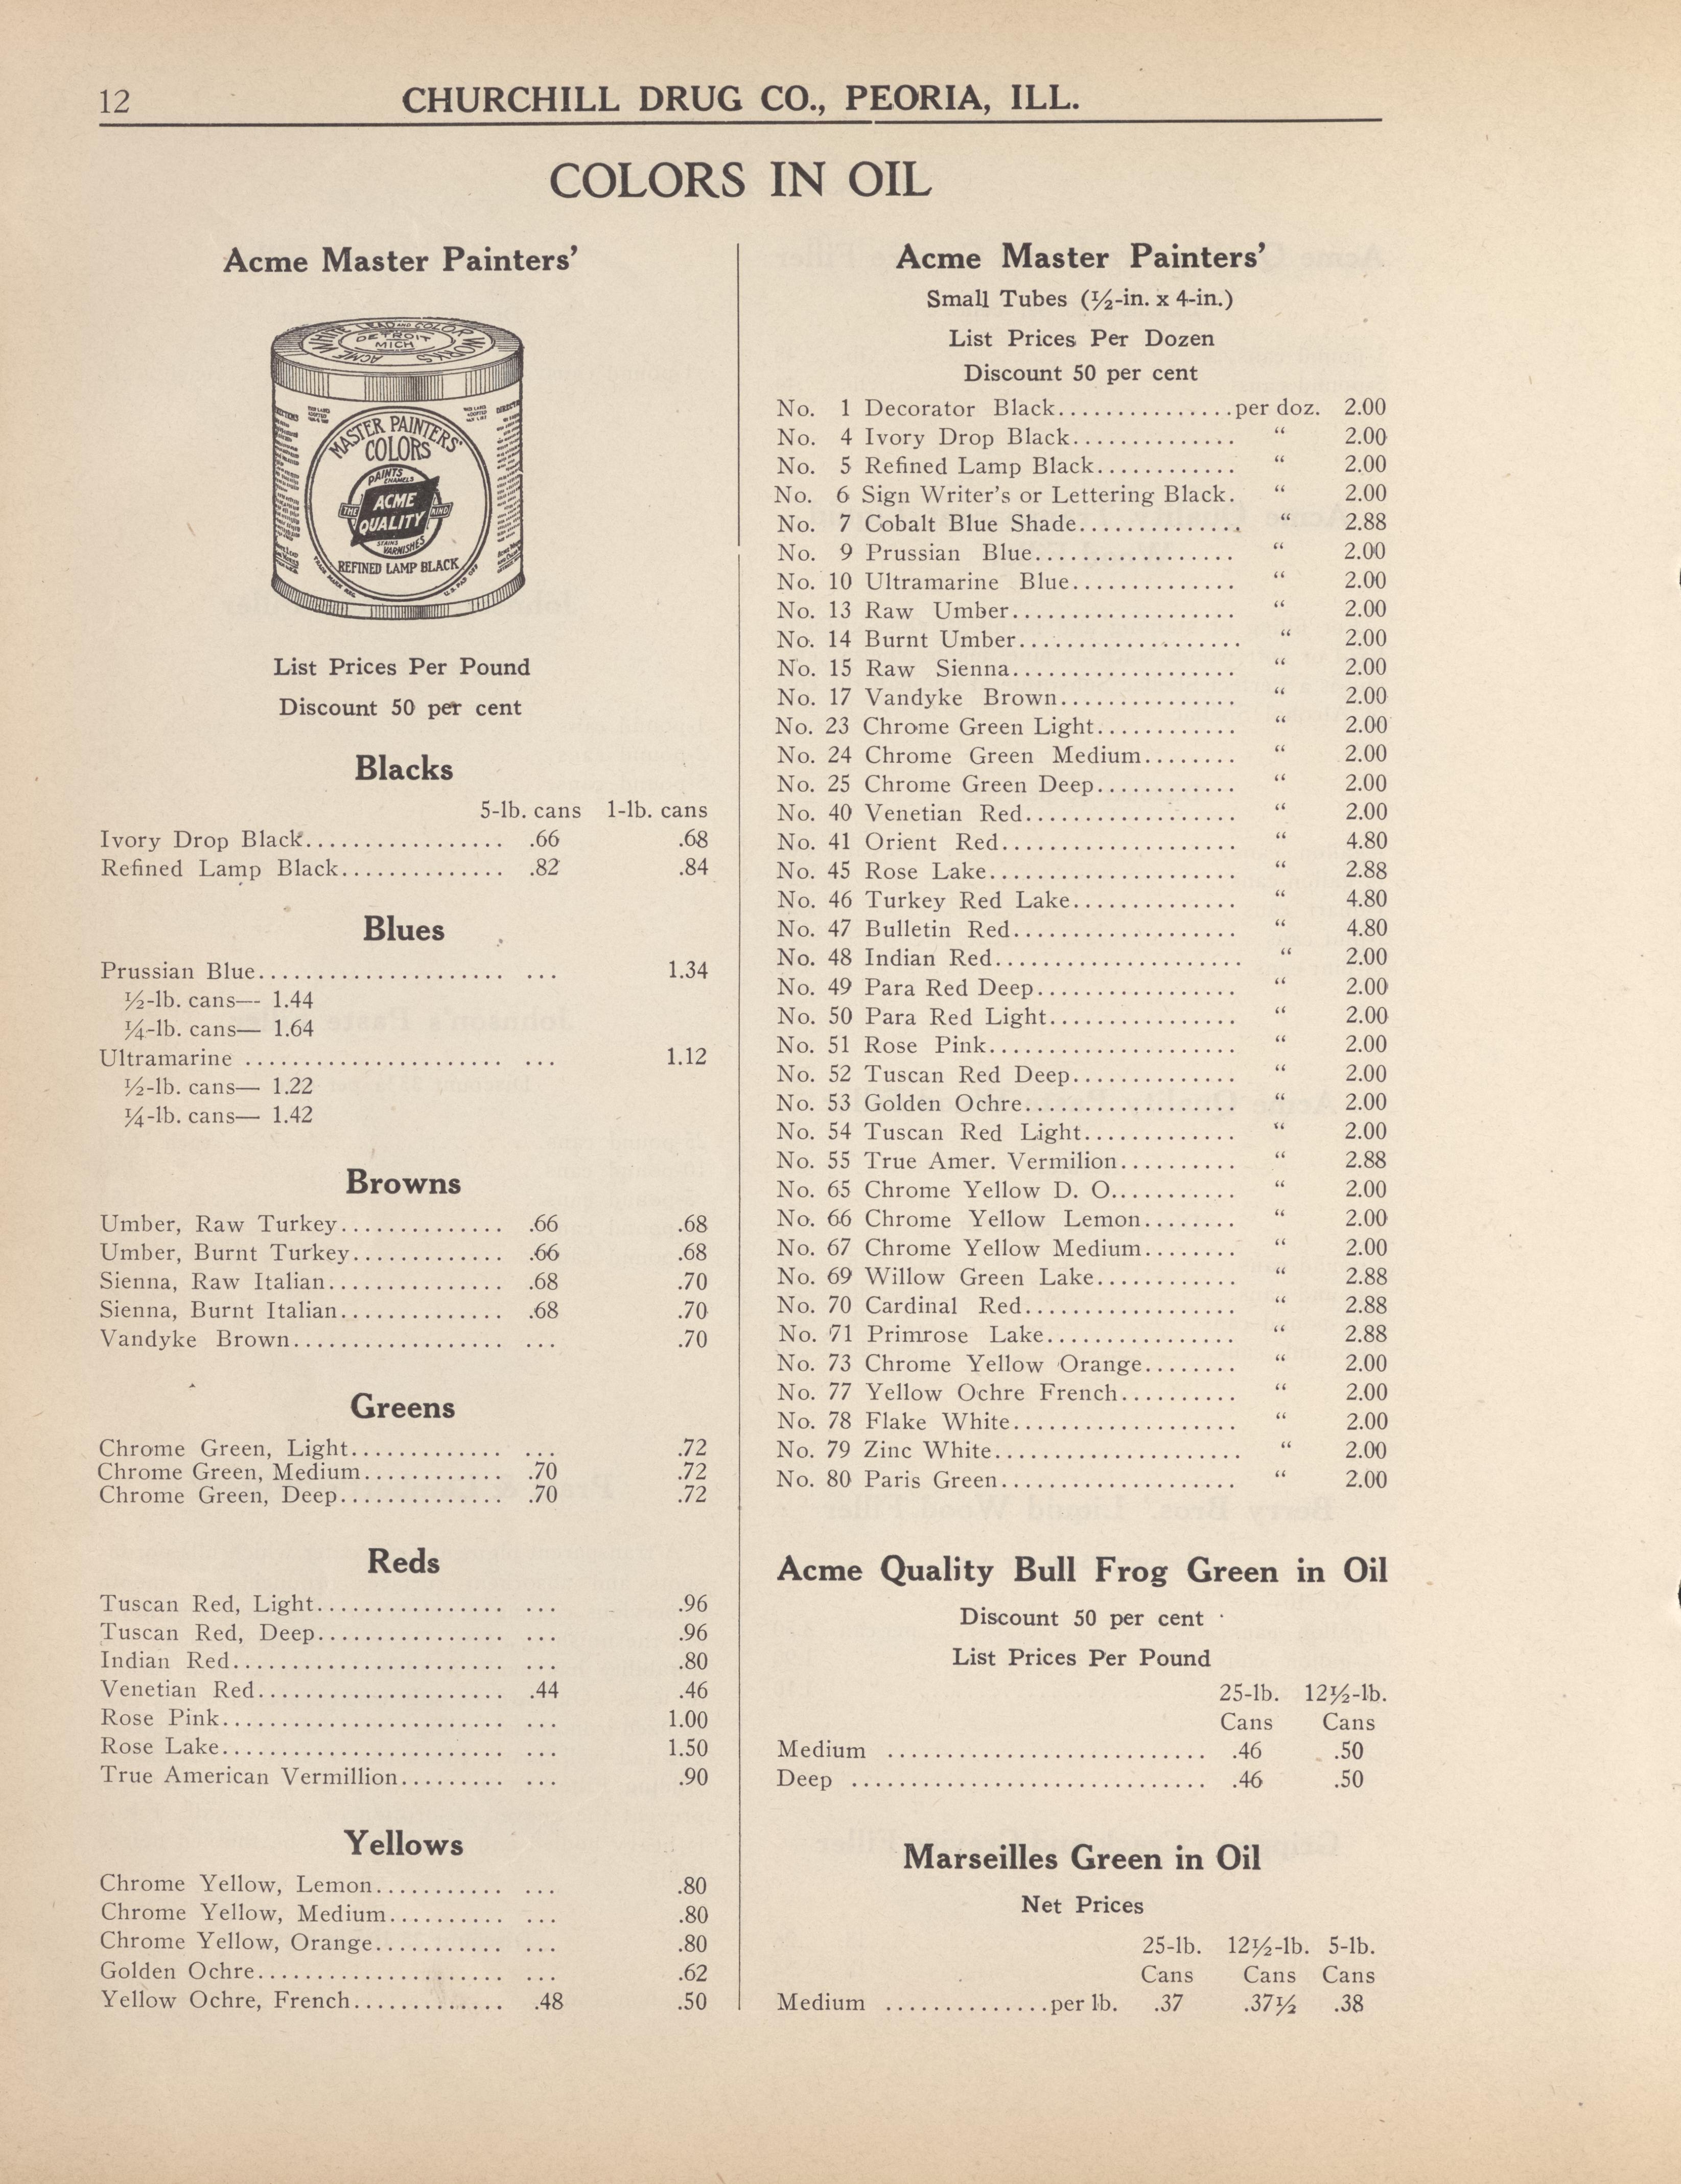 12
CHURCHILL DRUG CO., PEORIA, ILL.
COLORS IN OIL
Acme Master Painters'
ACME WHITE LEAD AND COLOR WORKS
DETROIT
MICH
MASTER PAINTERS'
COLORS
PAINTS
ENAMELS
THE ACME KIND
QUALITY
STAINS
VARNISHES
REFINED LAMP BLACK
TRADE MARK REG. U.S. PAT. OFF.
List Prices Per Pound
Discount 50 per cent
Blacks
5-lb. cans 1-lb. cans
Ivory Drop Black................. .66 .68
Refined Lamp Black.............. .82 .84
Blues
Prussian Blue..................... ... 1.34
½-lb. cans— 1.44
¼-lb. cans— 1.64
Ultramarine ...................... ... 1.12
½-lb. cans— 1.22
¼-lb. cans— 1.42
Browns
Umber, Raw Turkey.............. .66 .68
Umber, Burnt Turkey............. .66 .68
Sienna, Raw Italian............... .68 .70
Sienna, Burnt Italian.............. .68 .70
Vandyke Brown.................. ... .70
Greens
Chrome Green, Light............. ... .72
Chrome Green, Medium............ .70 .72
Chrome Green, Deep.............. .70 .72
Reds
Tuscan Red, Light................ ... .96
Tuscan Red, Deep................ ... .96
Indian Red....................... ... .80
Venetian Red..................... .44 .46
Rose Pink........................ ... 1.00
Rose Lake........................ ... 1.50
True American Vermillion......... ... .90
Yellows
Chrome Yellow, Lemon........... ... .80
Chrome Yellow, Medium.......... ... .80
Chrome Yellow, Orange........... ... .80
Golden Ochre..................... ... .62
Yellow Ochre, French............. .48 .50
Acme Master Painters'
Small Tubes (½-in. x 4-in.)
List Prices Per Dozen
Discount 50 per cent
No. 1 Decorator Black...............per doz. 2.00
No. 4 Ivory Drop Black.............. “ 2.00
No. 5 Refined Lamp Black............ “ 2.00
No. 6 Sign Writer's or Lettering Black. “ 2.00
No. 7 Cobalt Blue Shade.............. “ 2.88
No. 9 Prussian Blue................. “ 2.00
No. 10 Ultramarine Blue.............. “ 2.00
No. 13 Raw Umber................... “ 2.00
No. 14 Burnt Umber................... “ 2.00
No. 15 Raw Sienna................... “ 2.00
No. 17 Vandyke Brown............... “ 2.00
No. 23 Chrome Green Light............ “ 2.00
No. 24 Chrome Green Medium........ “ 2.00
No. 25 Chrome Green Deep............ “ 2.00
No. 40 Venetian Red.................. “ 2.00
No. 41 Orient Red.................... “ 4.80
No. 45 Rose Lake..................... “ 2.88
No. 46 Turkey Red Lake.............. “ 4.80
No. 47 Bulletin Red................... “ 4.80
No. 48 Indian Red..................... “ 2.00
No. 49 Para Red Deep................. “ 2.00
No. 50 Para Red Light................ “ 2.00
No. 51 Rose Pink..................... “ 2.00
No. 52 Tuscan Red Deep.............. “ 2.00
No. 53 Golden Ochre.................. “ 2.00
No. 54 Tuscan Red Light............. “ 2.00
No. 55 True Amer. Vermilion.......... “ 2.88
No. 65 Chrome Yellow D. O........... “ 2.00
No. 66 Chrome Yellow Lemon........ “ 2.00
No. 67 Chrome Yellow Medium........ “ 2.00
No. 69 Willow Green Lake............ “ 2.88
No. 70 Cardinal Red.................. “ 2.88
No. 71 Primrose Lake................ “ 2.88
No. 73 Chrome Yellow Orange........ “ 2.00
No. 77 Yellow Ochre French.......... “ 2.00
No. 78 Flake White................... “ 2.00
No. 79 Zinc White..................... “ 2.00
No. 80 Paris Green.................... “ 2.00
Acme Quality Bull Frog Green in Oil
Discount 50 per cent
List Prices Per Pound
25-lb. 12½-lb.
Cans Cans
Medium ........................... .46 .50
Deep .............................. .46 .50
Marseilles Green in Oil
Net Prices
25-lb. 12½-lb. 5-lb.
Cans Cans Cans
Medium ..............per lb. .37 .37½ .38